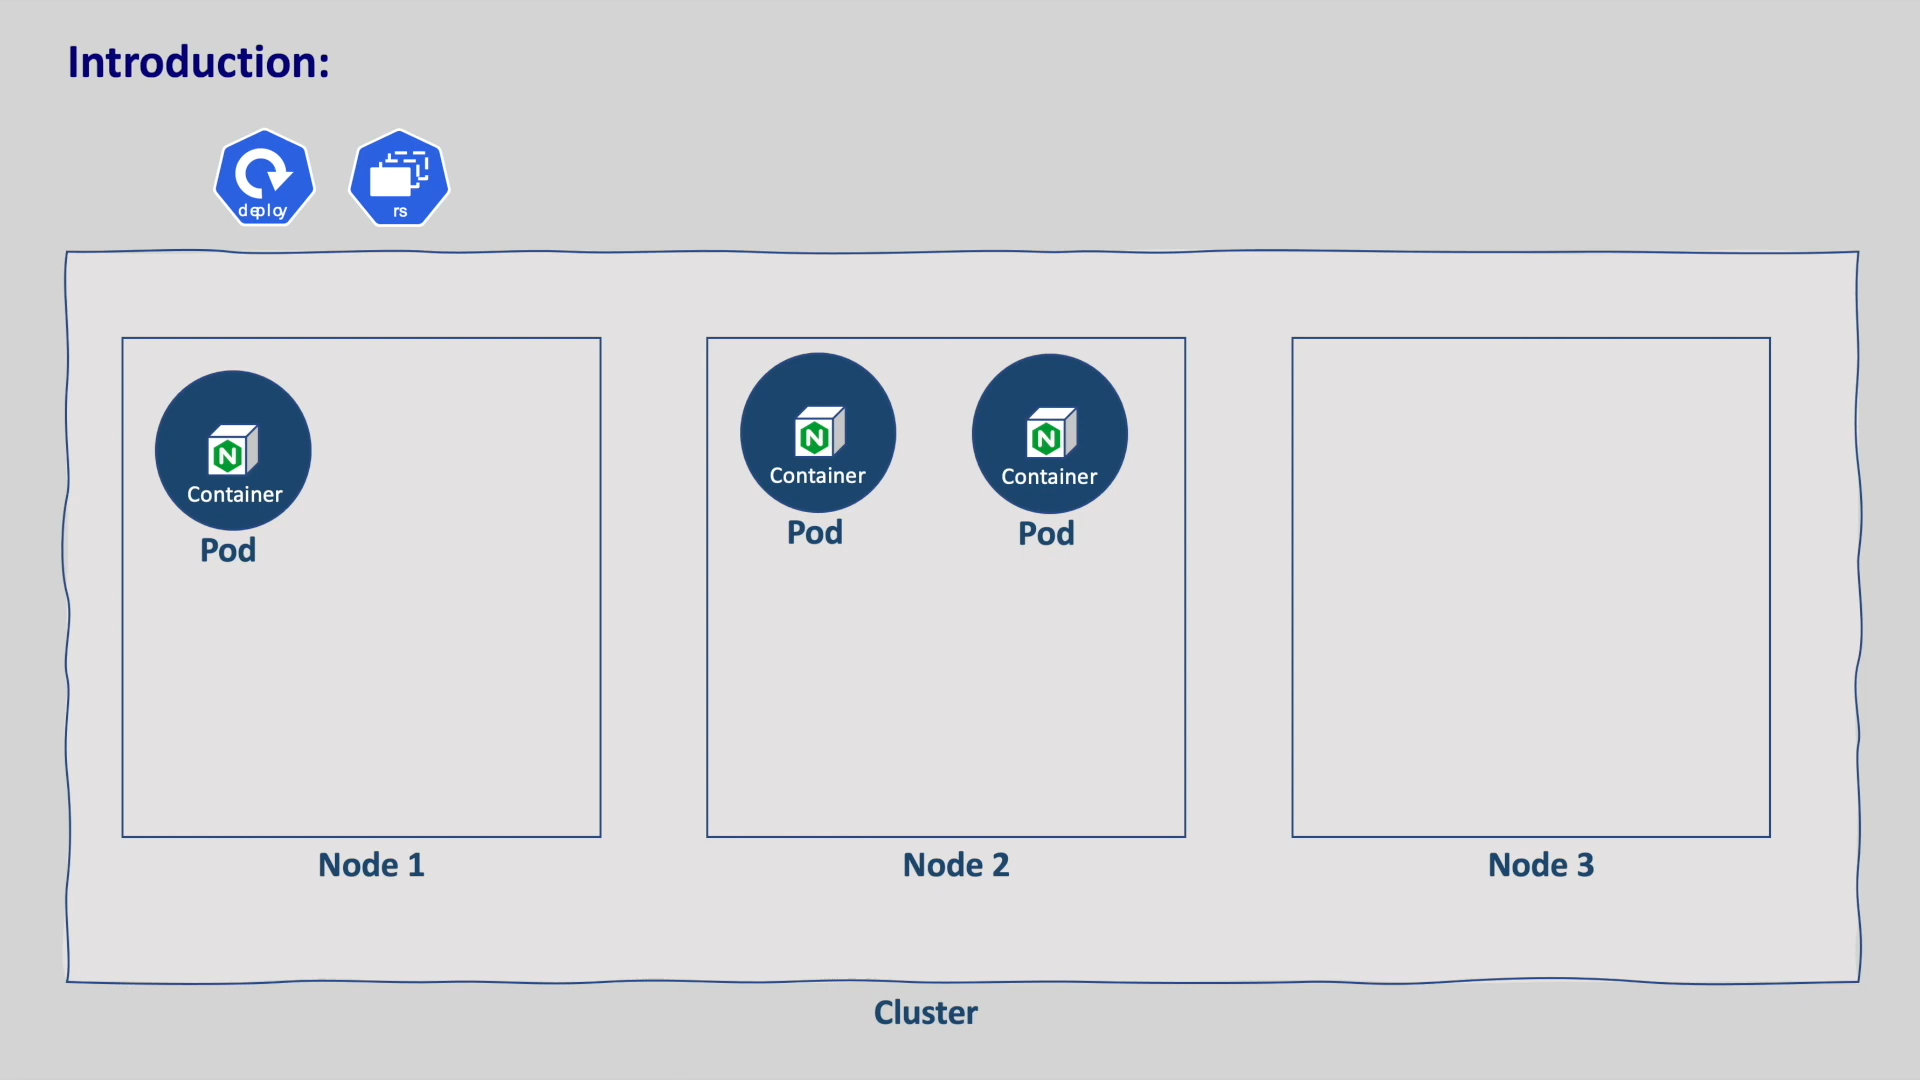 Introduction:
deploy
rs
N
Container
Pod
N
Container
Pod
N
Container
Pod
Node 1
Node 2
Node 3
Cluster